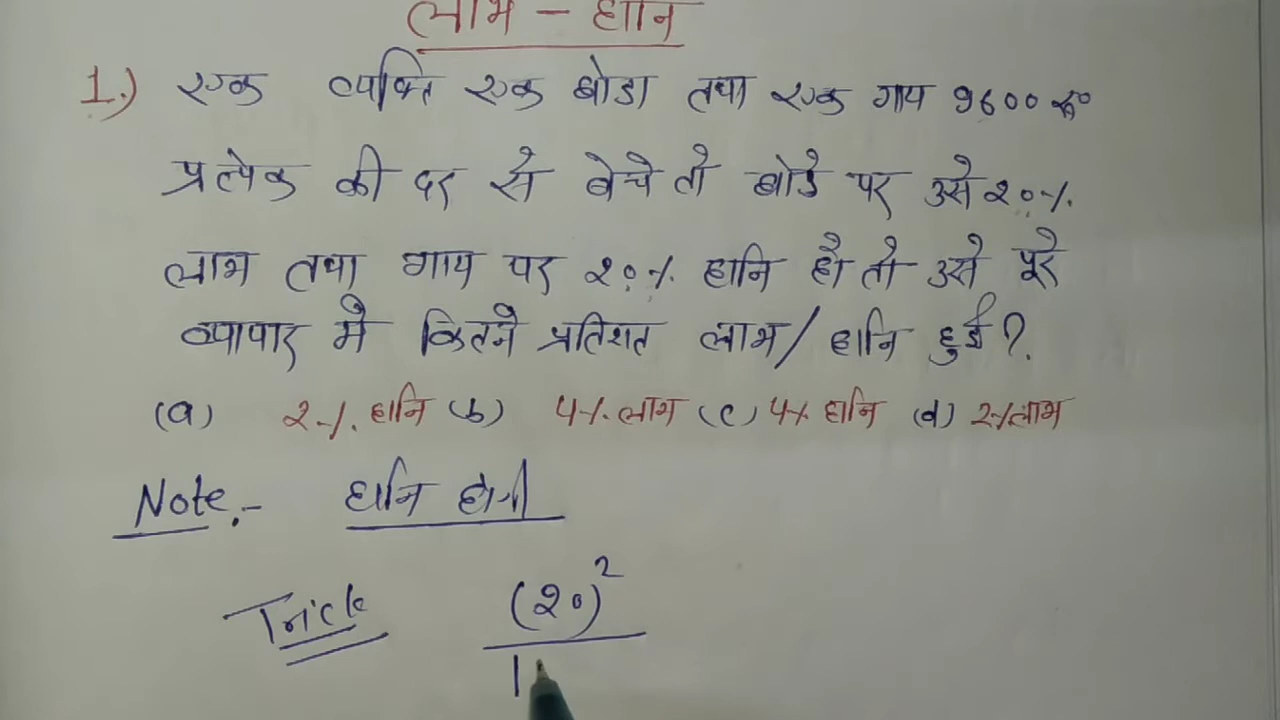 लाभ - हानि
1.) एक व्यक्ति एक घोडा तथा एक गाय 9600 रू०
प्रत्येक की दर से बेचे तो घोडे पर उसे 20%
लाभ तथा गाय पर 20% हानि हो तो उसे पूरे
व्यापार मे कितने प्रतिशत लाभ/हानि हुई ?.
(a) 2%. हानि (b) 4%. लाभ (c) 4% हानि (d) 2%लाभ
Note:- हानि होगी
Trick (20)²
1